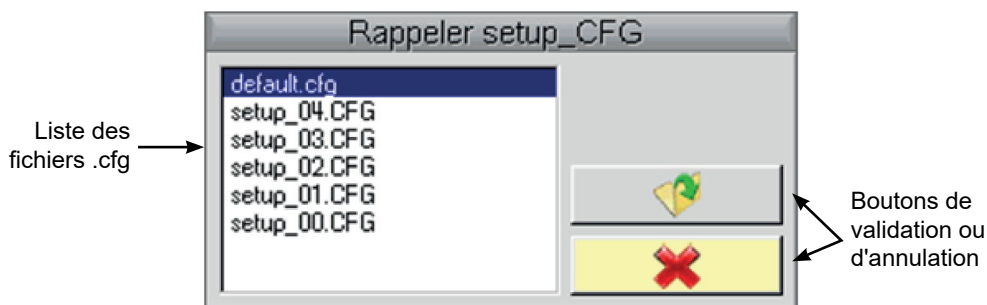 Rappeler setup_CFG
default.cfg
setup_04.CFG
setup_03.CFG
setup_02.CFG
setup_01.CFG
setup_00.CFG
Liste des
fichiers .cfg
Boutons de
validation ou
d'annulation